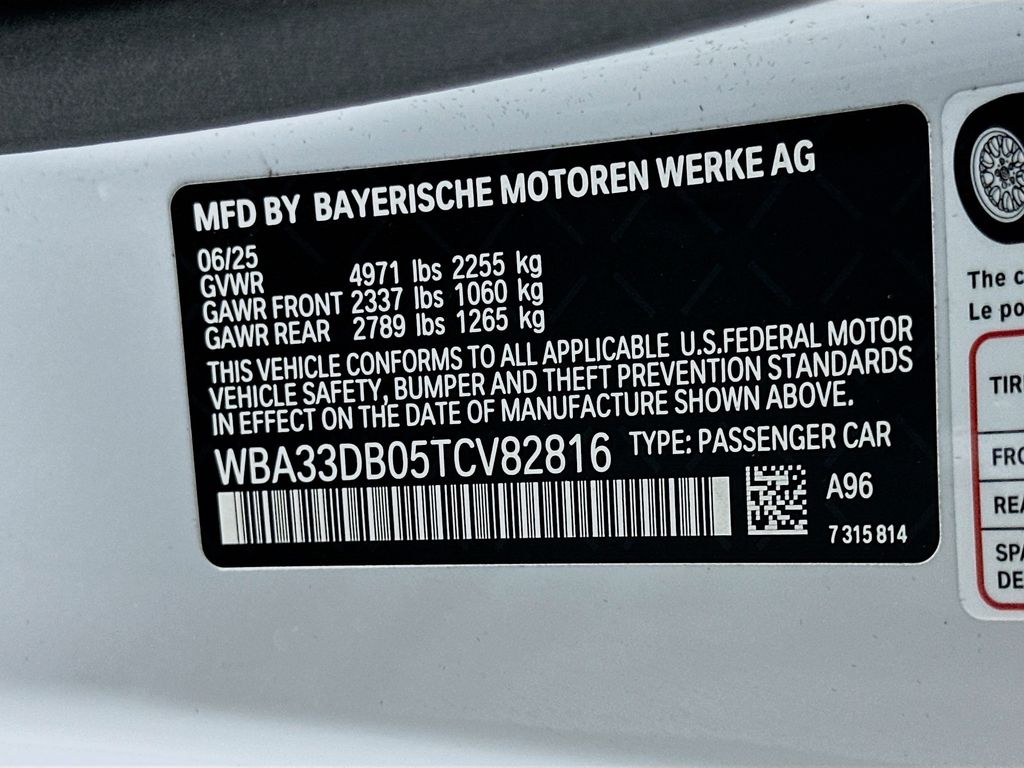 MFD BY BAYERISCHE MOTOREN WERKE AG
06/25
GVWR 4971 lbs 2255 kg
GAWR FRONT 2337 lbs 1060 kg
GAWR REAR 2789 lbs 1265 kg
THIS VEHICLE CONFORMS TO ALL APPLICABLE U.S.FEDERAL MOTOR
VEHICLE SAFETY, BUMPER AND THEFT PREVENTION STANDARDS
IN EFFECT ON THE DATE OF MANUFACTURE SHOWN ABOVE.
WBA33DB05TCV82816 TYPE: PASSENGER CAR
A96
7 315 814
The c
Le po
TIR
FRO
REA
SPA
DE